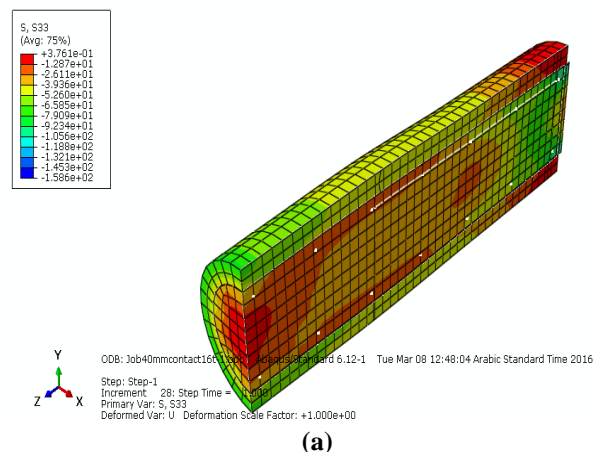 S, S33
(Avg: 75%)
+3.761e-01
-1.287e+01
-2.611e+01
-3.936e+01
-5.260e+01
-6.585e+01
-7.909e+01
-9.234e+01
-1.056e+02
-1.188e+02
-1.321e+02
-1.453e+02
-1.586e+02
Y
Z
X
ODB: Abaqus/Standard 6.12-1 Tue Mar 08 12:48:04 Arabic Standard Time 2016
Step: Step-1
Increment 28: Step Time = 1.000
Primary Var: S, S33
Deformed Var: U Deformation Scale Factor: +1.000e+00
(a)